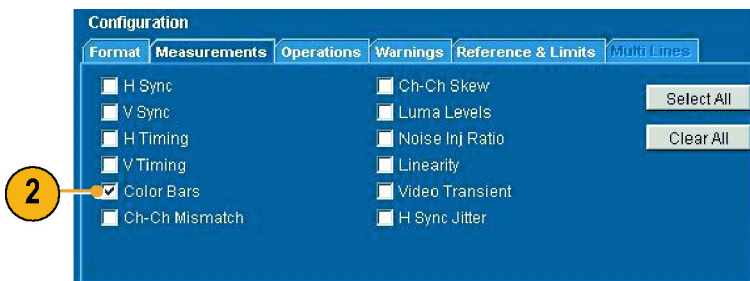 Configuration
Format Measurements Operations Warnings Reference & Limits Multi Lines
H Sync
V Sync
H Timing
V Timing
Color Bars
Ch-Ch Mismatch
Ch-Ch Skew
Luma Levels
Noise Inj Ratio
Linearity
Video Transient
H Sync Jitter
Select All
Clear All
2